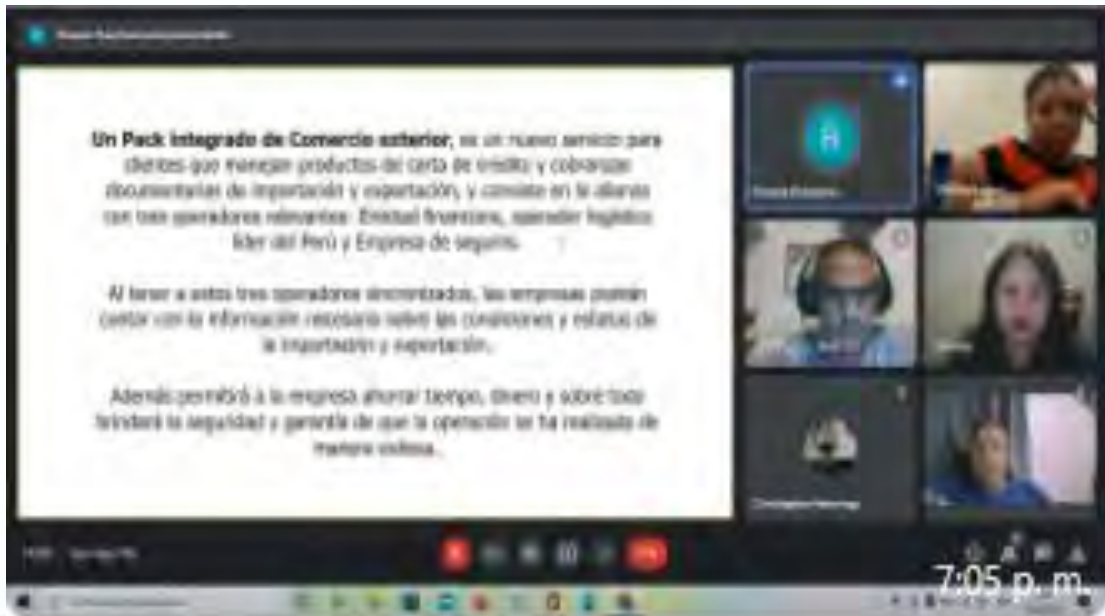 Un Pack integrado de Comercio exterior, es un nuevo servicio para
clientes que manejan productos de carta de crédito y cobranzas
documentarias de importación y exportación, y consiste en la alianza
con tres operadores relevantes: Entidad financiera, operador logístico
líder del Perú y Empresa de seguros.
Al tener a estos tres operadores sincronizados, las empresas podrán
contar con la información necesaria sobre las condiciones y estatus de
la importación y exportación.
Además permitirá a la empresa ahorrar tiempo, dinero y sobre todo
brindará la seguridad y garantía de que la operación se ha realizado de
manera exitosa.
H
7:05 p. m.